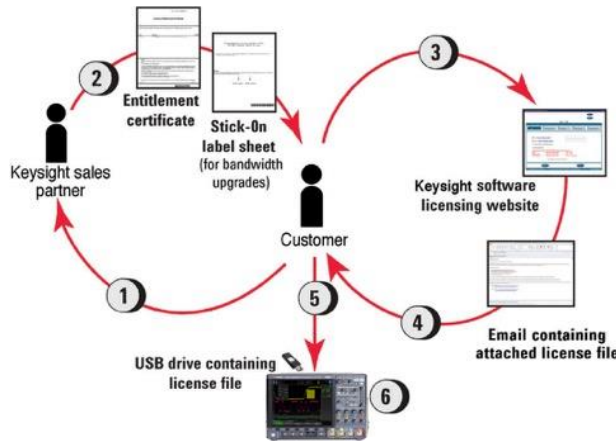 2
3
Entitlement
certificate
Stick-On
label sheet
(for bandwidth
upgrades)
Keysight sales
partner
Keysight software
licensing website
Customer
1
5
4
Email containing
attached license file
USB drive containing
license file
6